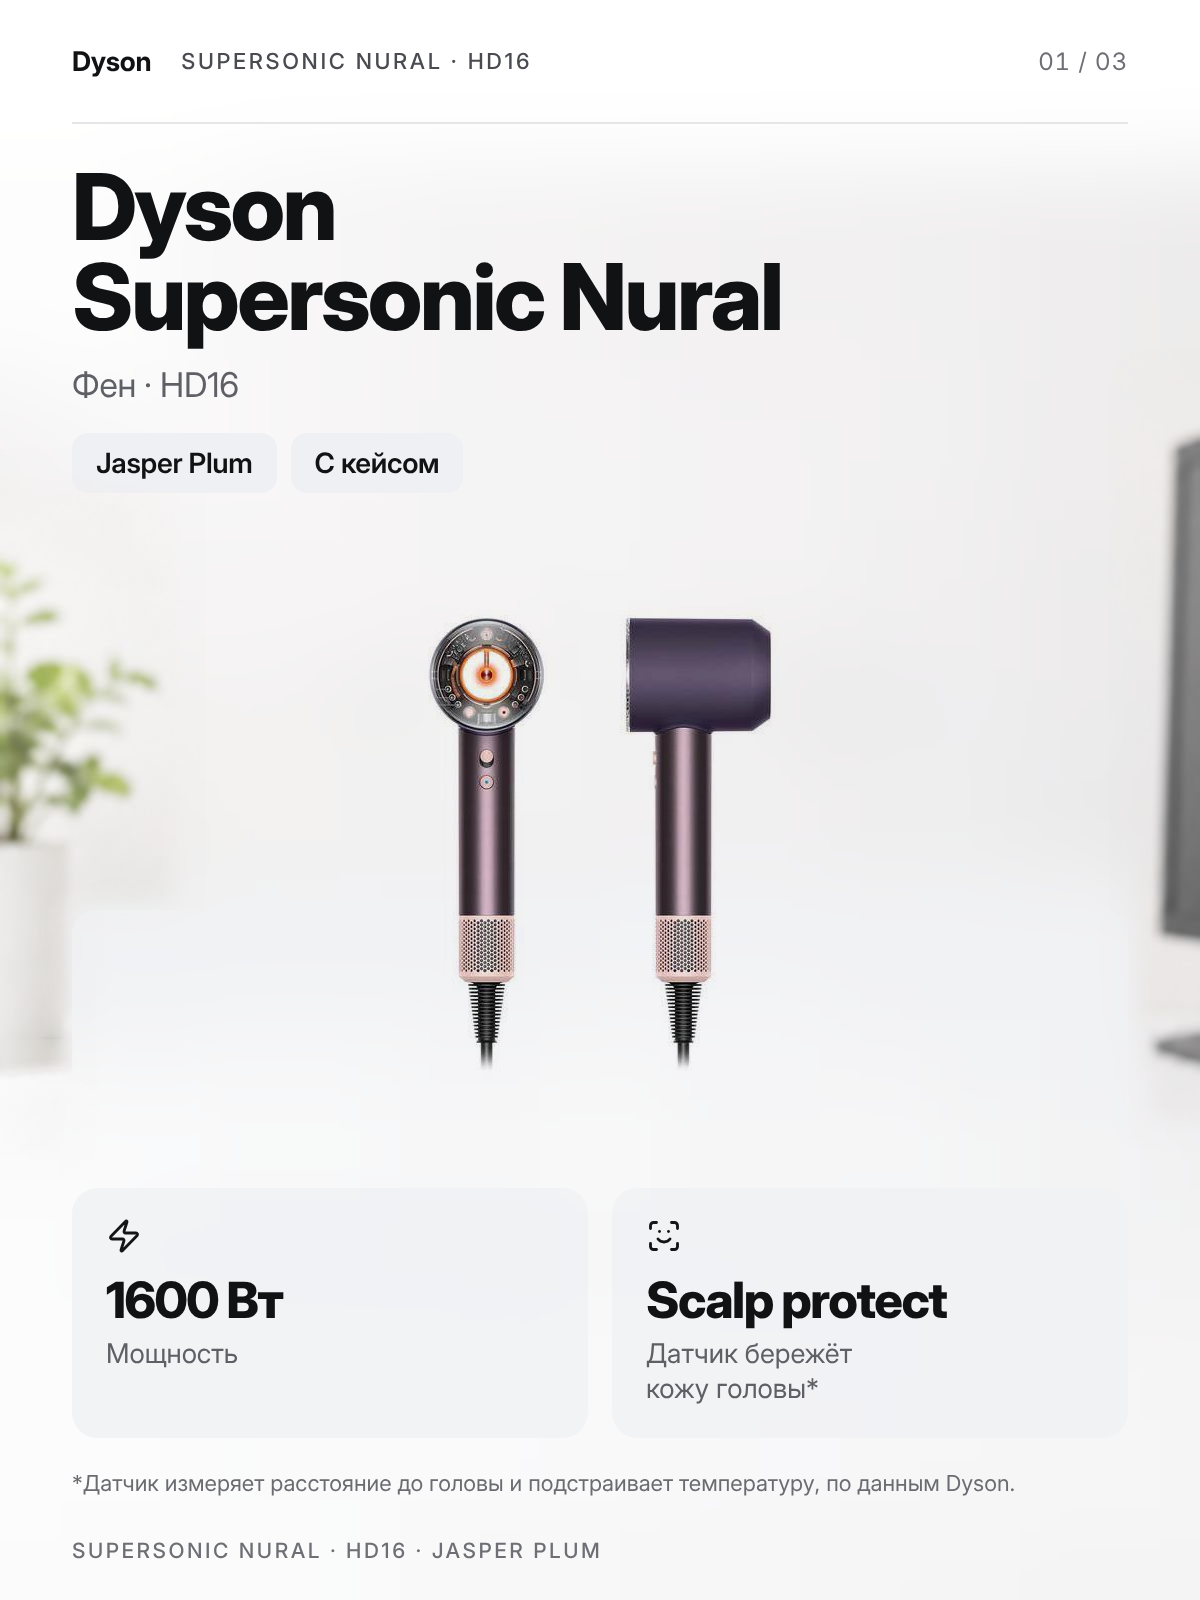 Dyson SUPERSONIC NURAL · HD16 01 / 03
Dyson
Supersonic Nural
Фен · HD16
Jasper Plum С кейсом
1600 Вт
Мощность
Scalp protect
Датчик бережёт
кожу головы*
*Датчик измеряет расстояние до головы и подстраивает температуру, по данным Dyson.
SUPERSONIC NURAL · HD16 · JASPER PLUM